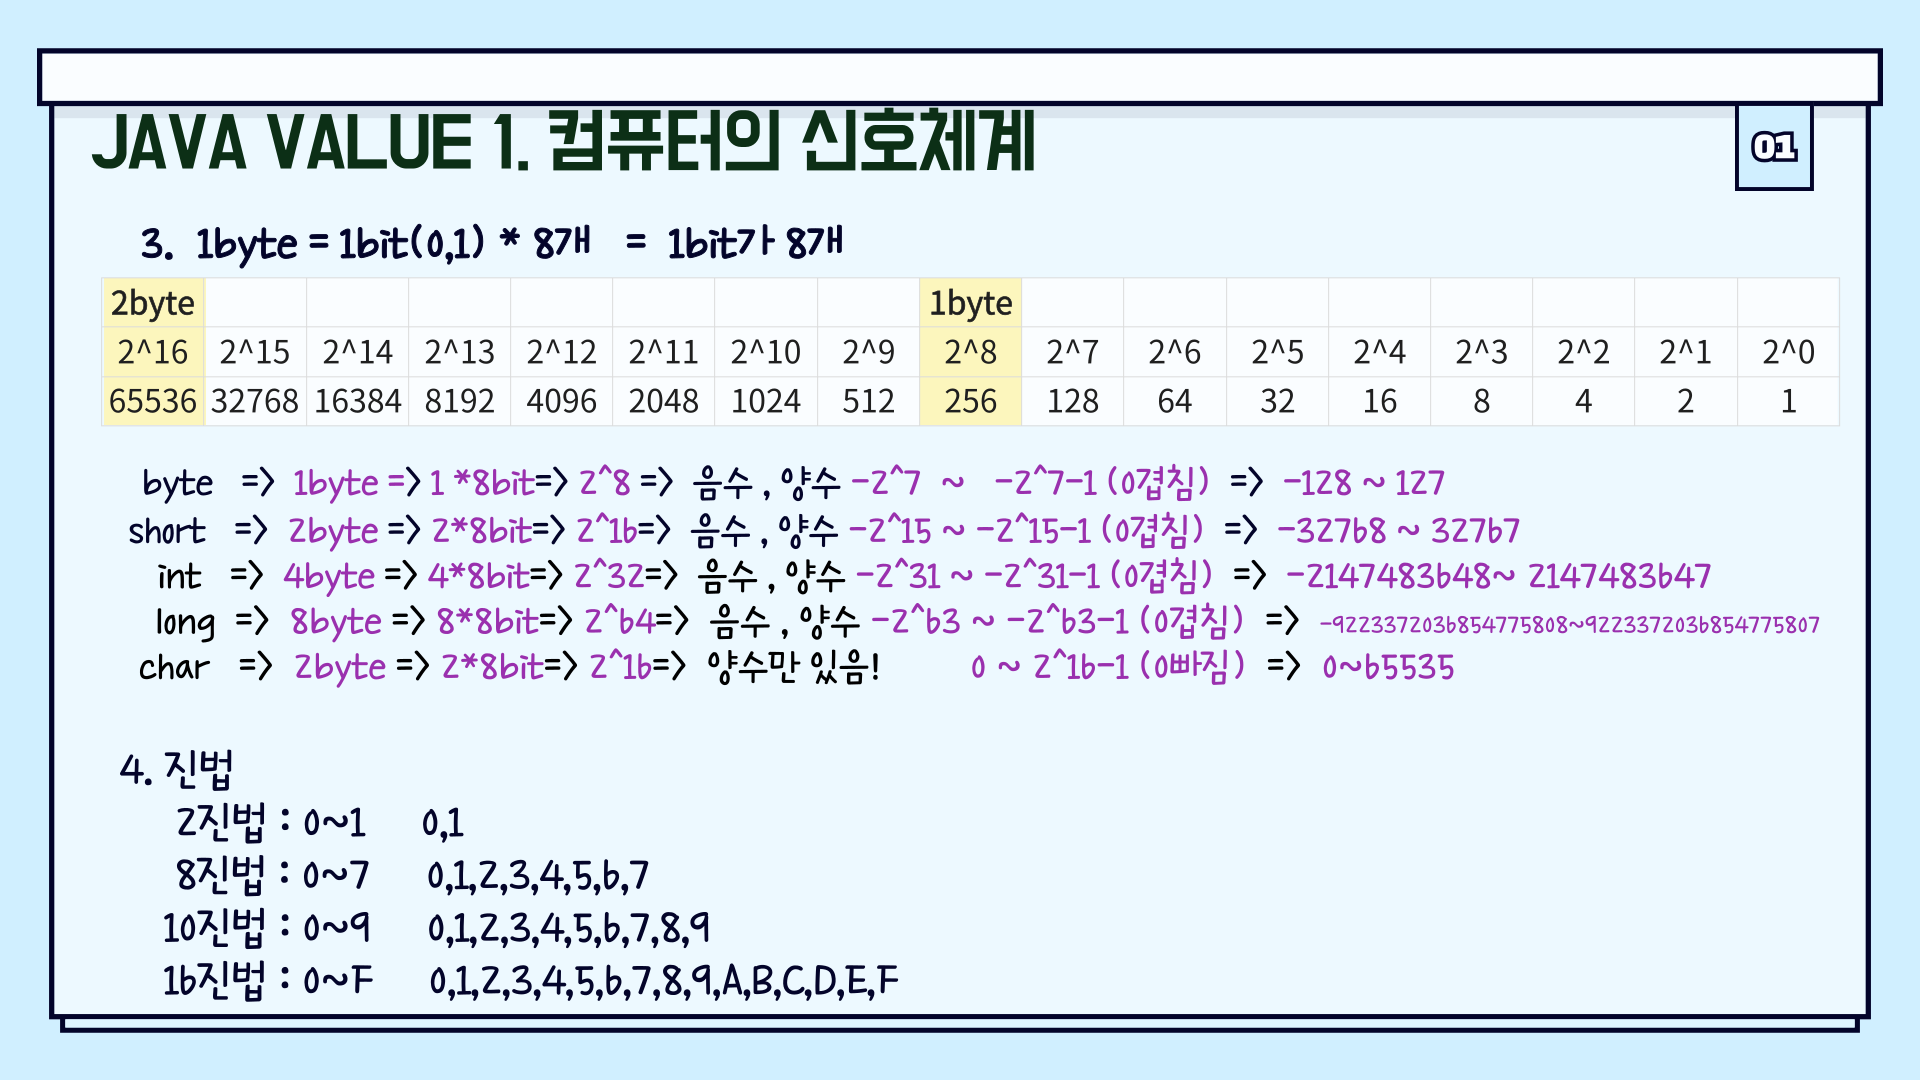 JAVA VALUE 1. 컴퓨터의 신호체계
01
3. 1byte = 1bit(0,1) * 8개 = 1bit가 8개
2byte 1byte
2^16 2^15 2^14 2^13 2^12 2^11 2^10 2^9 2^8 2^7 2^6 2^5 2^4 2^3 2^2 2^1 2^0
65536 32768 16384 8192 4096 2048 1024 512 256 128 64 32 16 8 4 2 1
byte => 1byte => 1 *8bit=> 2^8 => 음수 , 양수 -2^7 ~ -2^7-1 (0겹침) => -128 ~ 127
short => 2byte => 2*8bit=> 2^16=> 음수 , 양수 -2^15 ~ -2^15-1 (0겹침) => -32768 ~ 32767
int => 4byte => 4*8bit=> 2^32=> 음수 , 양수 -2^31 ~ -2^31-1 (0겹침) => -2147483648~ 2147483647
long => 8byte => 8*8bit=> 2^64=> 음수 , 양수 -2^63 ~ -2^63-1 (0겹침) => -9223372036854775808~9223372036854775807
char => 2byte => 2*8bit=> 2^16=> 양수만 있음! 0 ~ 2^16-1 (0빠짐) => 0~65535
4. 진법
2진법 : 0~1 0,1
8진법 : 0~7 0,1,2,3,4,5,6,7
10진법 : 0~9 0,1,2,3,4,5,6,7,8,9
16진법 : 0~F 0,1,2,3,4,5,6,7,8,9,A,B,C,D,E,F